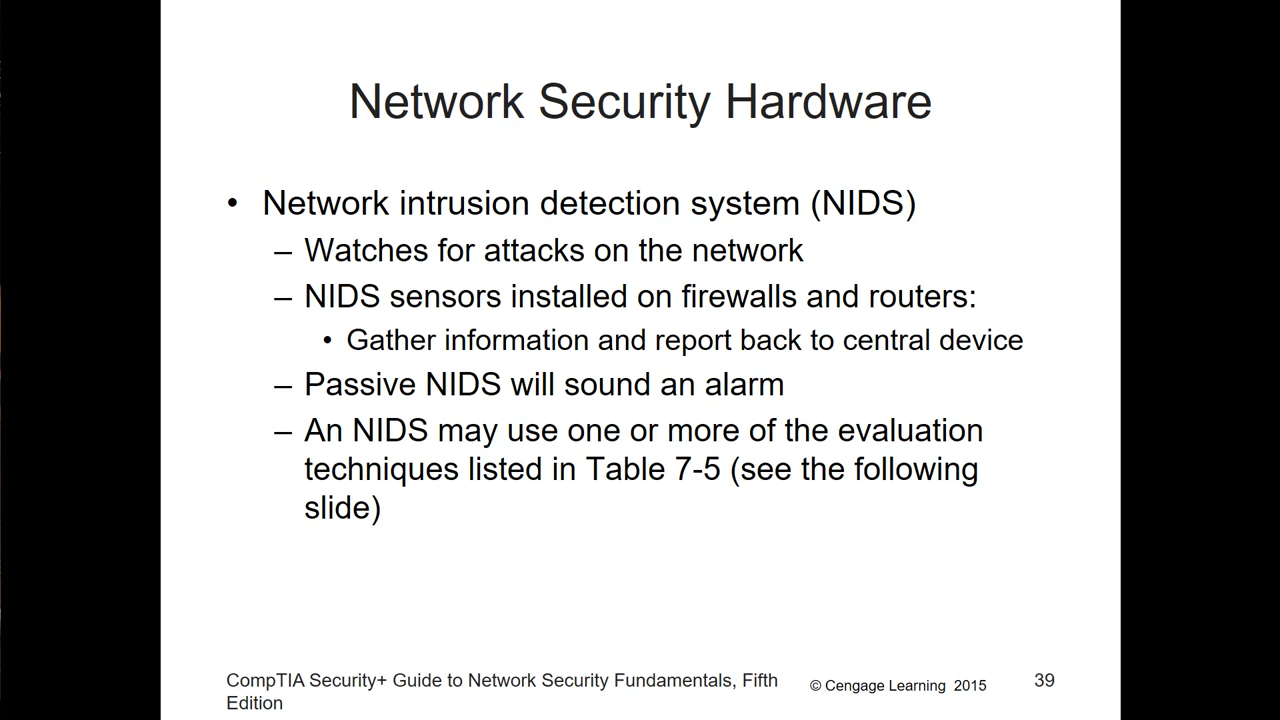 Network Security Hardware
• Network intrusion detection system (NIDS)
– Watches for attacks on the network
– NIDS sensors installed on firewalls and routers:
• Gather information and report back to central device
– Passive NIDS will sound an alarm
– An NIDS may use one or more of the evaluation
techniques listed in Table 7-5 (see the following
slide)
CompTIA Security+ Guide to Network Security Fundamentals, Fifth
Edition
© Cengage Learning 2015
39